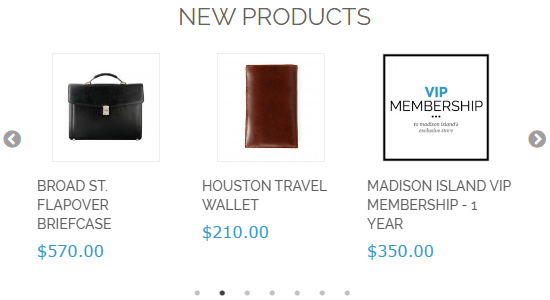 NEW PRODUCTS
VIP
MEMBERSHIP
to madison island's
exclusive store
BROAD ST.
FLAPOVER
BRIEFCASE
$570.00
HOUSTON TRAVEL
WALLET
$210.00
MADISON ISLAND VIP
MEMBERSHIP - 1
YEAR
$350.00